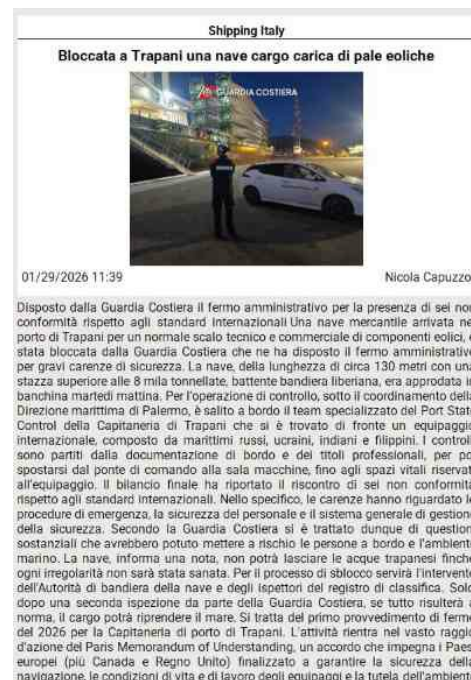 Shipping Italy
Bloccata a Trapani una nave cargo carica di pale eoliche
GUARDIA COSTIERA
01/29/2026 11:39
Nicola Capuzzo
Disposto dalla Guardia Costiera il fermo amministrativo per la presenza di sei non
conformità rispetto agli standard internazionali Una nave mercantile arrivata nel
porto di Trapani per un normale scalo tecnico e commerciale di componenti eolici,
stata bloccata dalla Guardia Costiera che ne ha disposto il fermo amministrativo
per gravi carenze di sicurezza. La nave, della lunghezza di circa 130 metri con una
stazza superiore alle 8 mila tonnellate, battente bandiera liberiana, era approdata in
banchina martedì mattina. Per l'operazione di controllo, sotto il coordinamento della
Direzione marittima di Palermo, è salito a bordo il team specializzato del Port State
Control della Capitaneria di Trapani che si è trovato di fronte un equipaggio
internazionale, composto da marittimi russi, ucraini, indiani e filippini. I controlli
sono partiti dalla documentazione di bordo e dei titoli professionali, per poi
spostarsi dal ponte di comando alla sala macchine, fino agli spazi vitali riservati
all'equipaggio. Il bilancio finale ha riportato il riscontro di sei non conformità
rispetto agli standard internazionali. Nello specifico, le carenze hanno riguardato le
procedure di emergenza, la sicurezza del personale e il sistema generale di gestione
della sicurezza. Secondo la Guardia Costiera si è trattato dunque di questioni
sostanziali che avrebbero potuto mettere a rischio le persone a bordo e l'ambiente
marino. La nave, informa una nota, non potrà lasciare le acque trapanesi finché
ogni irregolarità non sarà stata sanata. Per il processo di sblocco servirà l'intervento
dell'Autorità di bandiera della nave e degli ispettori del registro di classifica. Solo
dopo una seconda ispezione da parte della Guardia Costiera, se tutto risulterà a
norma, il cargo potrà riprendere il mare. Si tratta del primo provvedimento di fermo
del 2026 per la Capitaneria di porto di Trapani. L'attività rientra nel vasto raggio
d'azione del Paris Memorandum of Understanding, un accordo che impegna i Paesi
europei (più Canada e Regno Unito) finalizzato a garantire la sicurezza della
navigazione, le condizioni di vita e di lavoro degli equipaggi e la tutela dell'ambiente